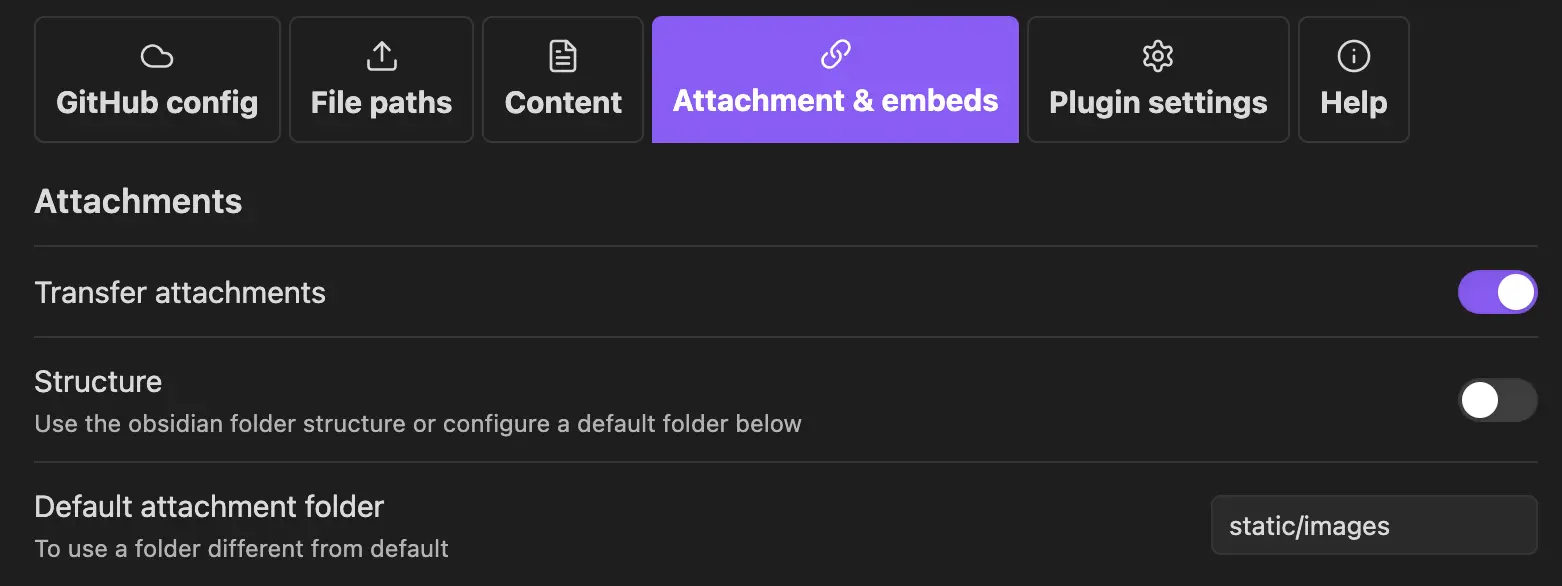 GitHub config
File paths
Content
Attachment & embeds
Plugin settings
Help
Attachments
Transfer attachments
Structure
Use the obsidian folder structure or configure a default folder below
Default attachment folder
To use a folder different from default
static/images